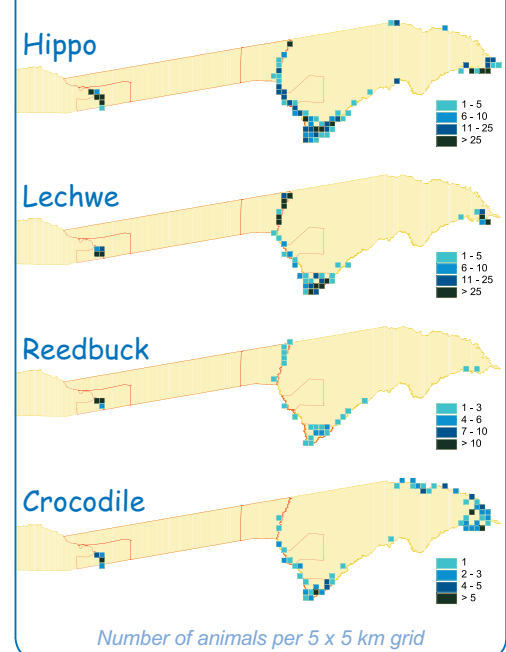 Hippo
1 - 5
6 - 10
11 - 25
> 25
Lechwe
1 - 5
6 - 10
11 - 25
> 25
Reedbuck
1 - 3
4 - 6
7 - 10
> 10
Crocodile
1
2 - 3
4 - 5
> 5
Number of animals per 5 x 5 km grid